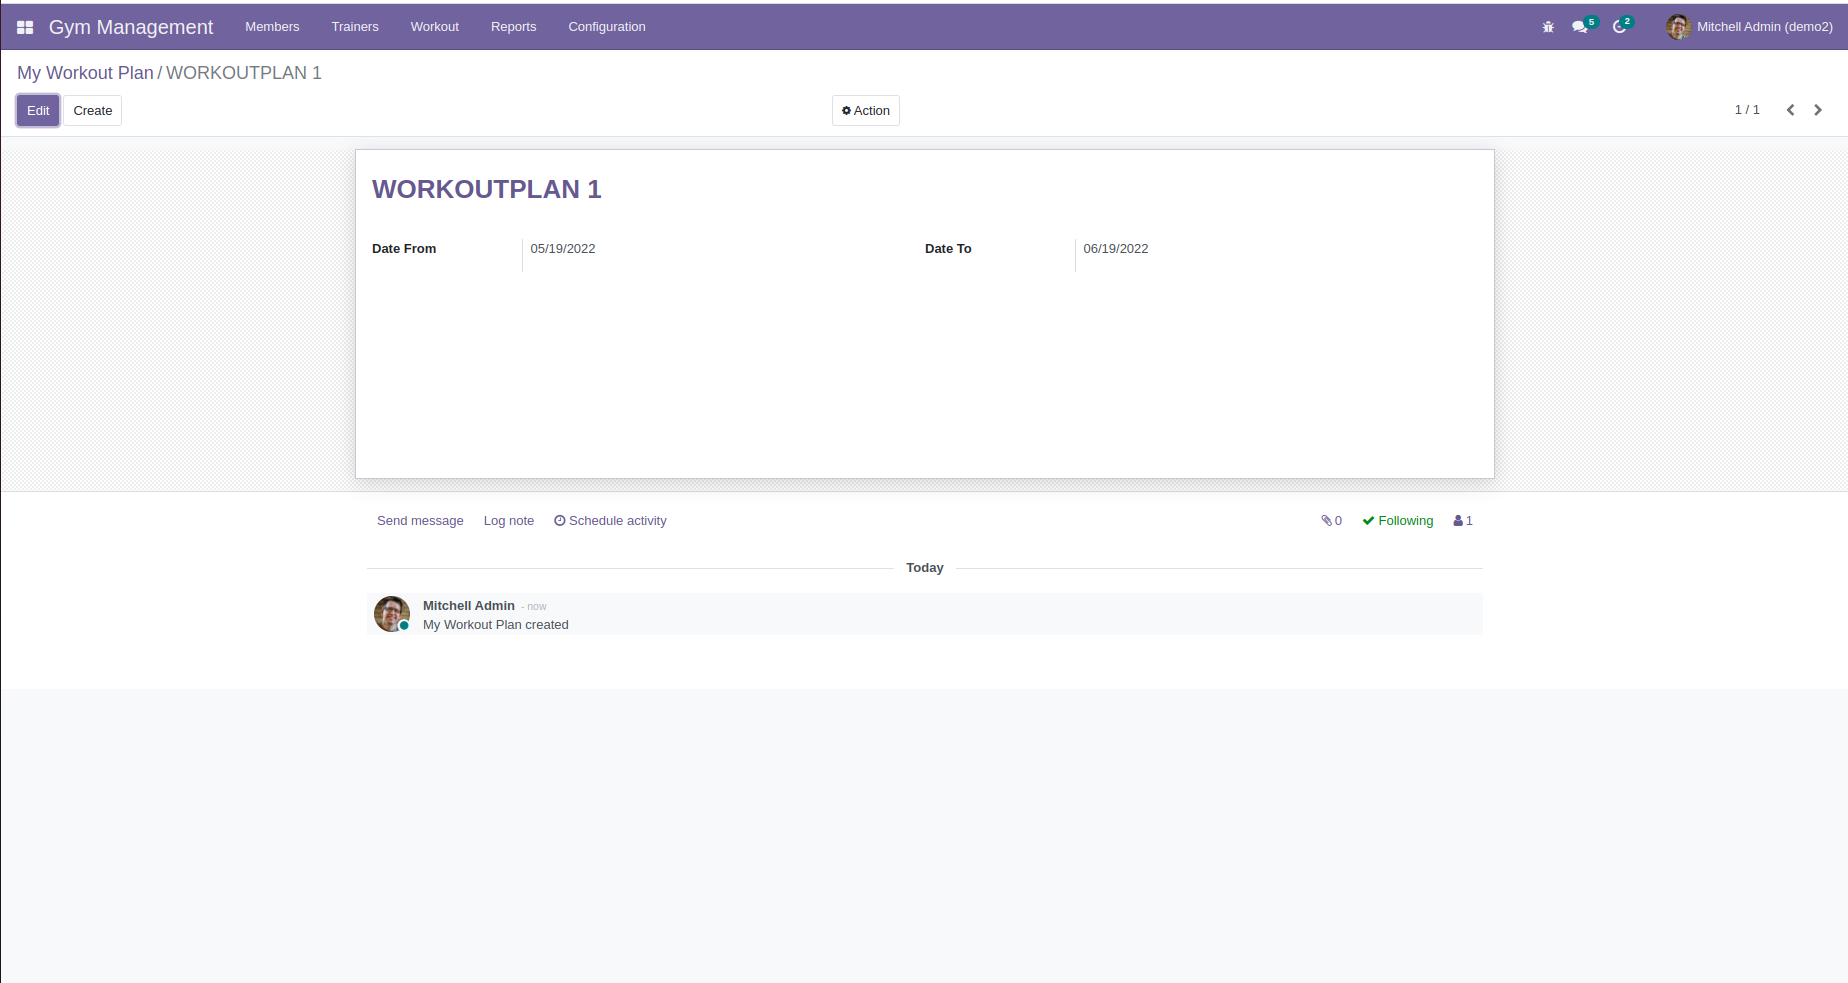 Gym Management Members Trainers Workout Reports Configuration 5 2 Mitchell Admin (demo2)
My Workout Plan / WORKOUTPLAN 1
Edit Create Action 1 / 1
WORKOUTPLAN 1
Date From 05/19/2022 Date To 06/19/2022
Send message Log note Schedule activity 0 Following 1
Today
Mitchell Admin - now
My Workout Plan created